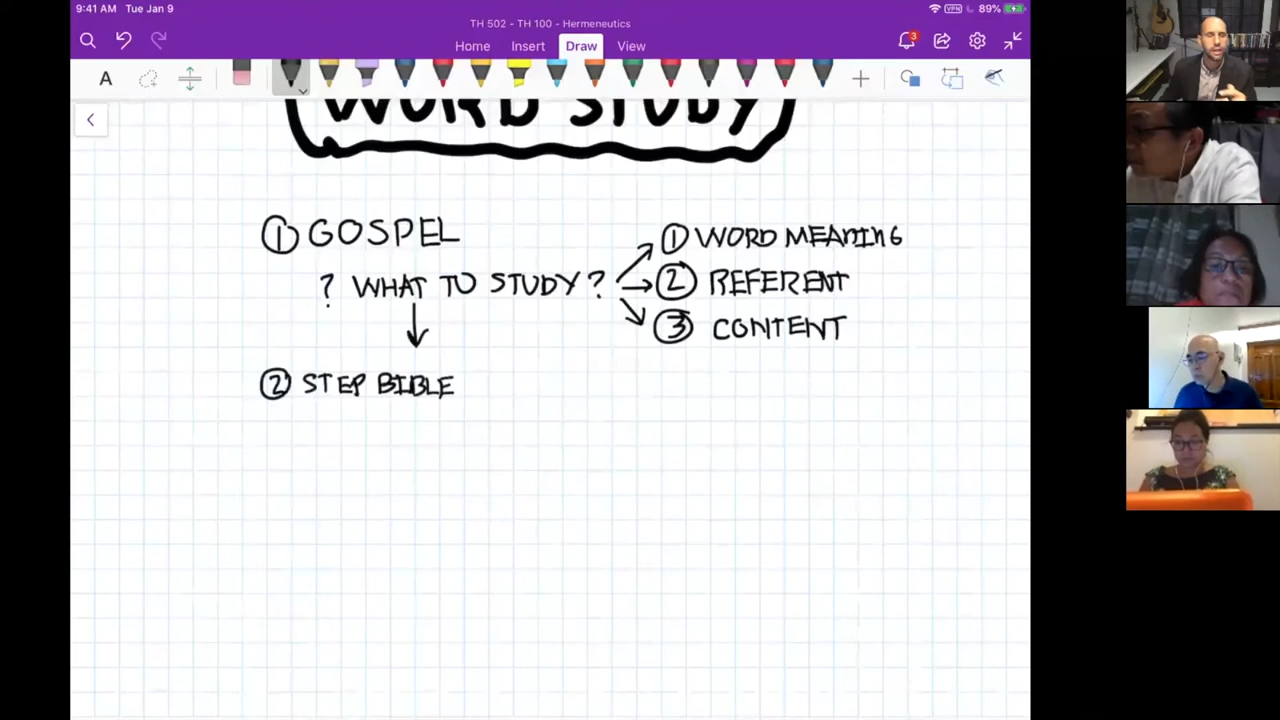 9:41 AM Tue Jan 9
VPN 89%
TH 502 - TH 100 - Hermeneutics
3
Home Insert Draw View
A
WORD STUDY
① GOSPEL
? WHAT TO STUDY?
① WORD MEANING
② REFERENT
③ CONTENT
② STEP BIBLE